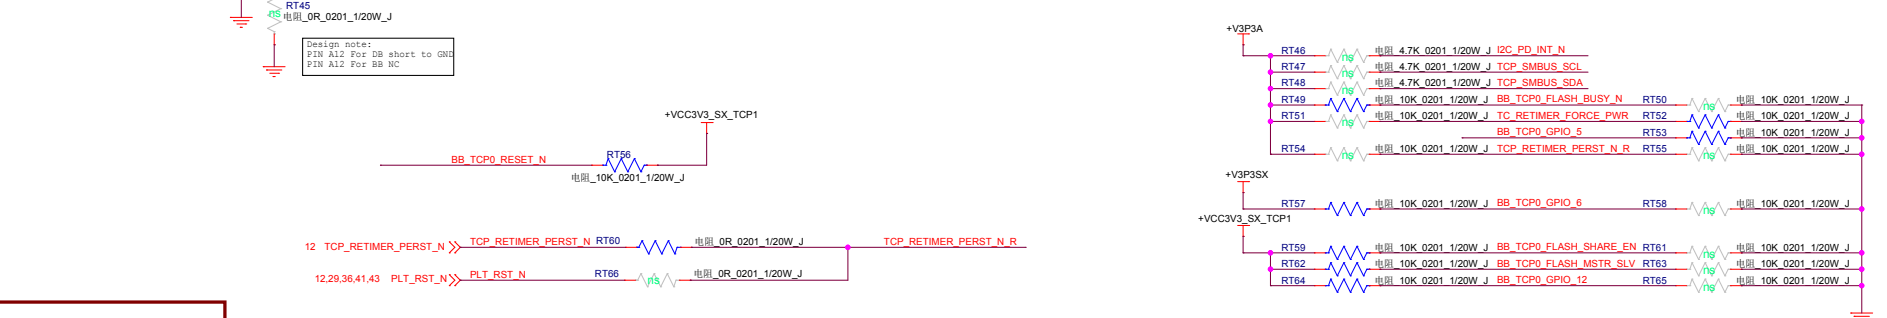 RT45
ns
电阻_0R_0201_1/20W_J
Design note:
PIN A12 For DB short to GND
PIN A12 For BB NC
+VCC3V3_SX_TCP1
BB_TCP0_RESET_N
RT56
电阻_10K_0201_1/20W_J
12 TCP_RETIMER_PERST_N TCP_RETIMER_PERST_N RT60 电阻_0R_0201_1/20W_J TCP_RETIMER_PERST_N_R
12,29,36,41,43 PLT_RST_N PLT_RST_N RT66 ns 电阻_0R_0201_1/20W_J
+V3P3A
RT46 ns 电阻_4.7K_0201_1/20W_J I2C_PD_INT_N
RT47 ns 电阻_4.7K_0201_1/20W_J TCP_SMBUS_SCL
RT48 ns 电阻_4.7K_0201_1/20W_J TCP_SMBUS_SDA
RT49 电阻_10K_0201_1/20W_J BB_TCP0_FLASH_BUSY_N RT50 ns 电阻_10K_0201_1/20W_J
RT51 ns 电阻_10K_0201_1/20W_J TC_RETIMER_FORCE_PWR RT52 电阻_10K_0201_1/20W_J
BB_TCP0_GPIO_5 RT53 电阻_10K_0201_1/20W_J
RT54 ns 电阻_10K_0201_1/20W_J TCP_RETIMER_PERST_N_R RT55 ns 电阻_10K_0201_1/20W_J
+V3P3SX
RT57 电阻_10K_0201_1/20W_J BB_TCP0_GPIO_6 RT58 ns 电阻_10K_0201_1/20W_J
+VCC3V3_SX_TCP1
RT59 电阻_10K_0201_1/20W_J BB_TCP0_FLASH_SHARE_EN RT61 ns 电阻_10K_0201_1/20W_J
RT62 电阻_10K_0201_1/20W_J BB_TCP0_FLASH_MSTR_SLV RT63 ns 电阻_10K_0201_1/20W_J
RT64 电阻_10K_0201_1/20W_J BB_TCP0_GPIO_12 RT65 ns 电阻_10K_0201_1/20W_J